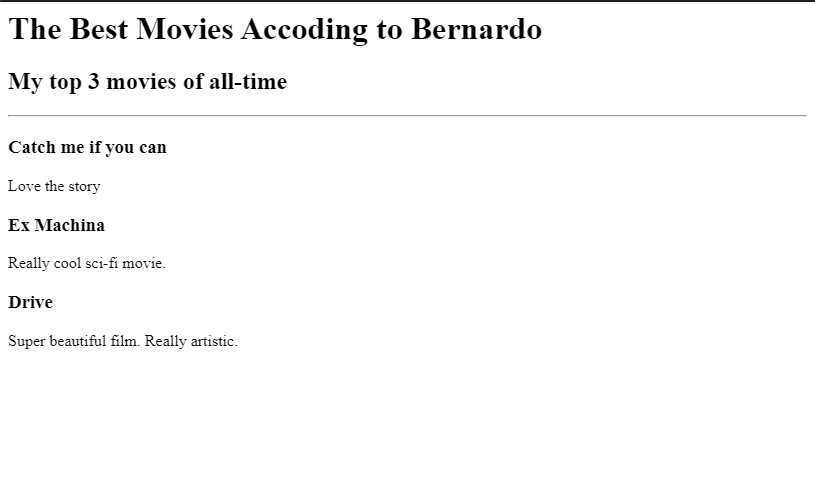 The Best Movies Accoding to Bernardo
My top 3 movies of all-time
Catch me if you can
Love the story
Ex Machina
Really cool sci-fi movie.
Drive
Super beautiful film. Really artistic.